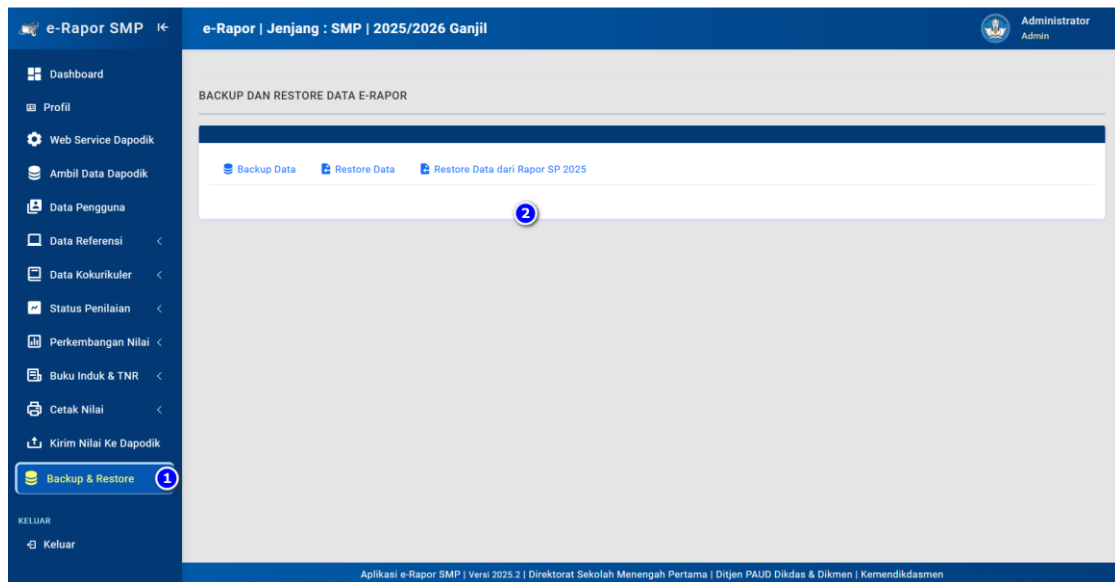 e-Rapor SMP
e-Rapor | Jenjang : SMP | 2025/2026 Ganjil
Administrator
Admin
Dashboard
Profil
Web Service Dapodik
Ambil Data Dapodik
Data Pengguna
Data Referensi
Data Kokurikuler
Status Penilaian
Perkembangan Nilai
Buku Induk & TNR
Cetak Nilai
Kirim Nilai Ke Dapodik
Backup & Restore 1
KELUAR
Keluar
BACKUP DAN RESTORE DATA E-RAPOR
Backup Data Restore Data Restore Data dari Rapor SP 2025
2
Aplikasi e-Rapor SMP | Versi 2025.2 | Direktorat Sekolah Menengah Pertama | Ditjen PAUD Dikdas & Dikmen | Kemendikdasmen